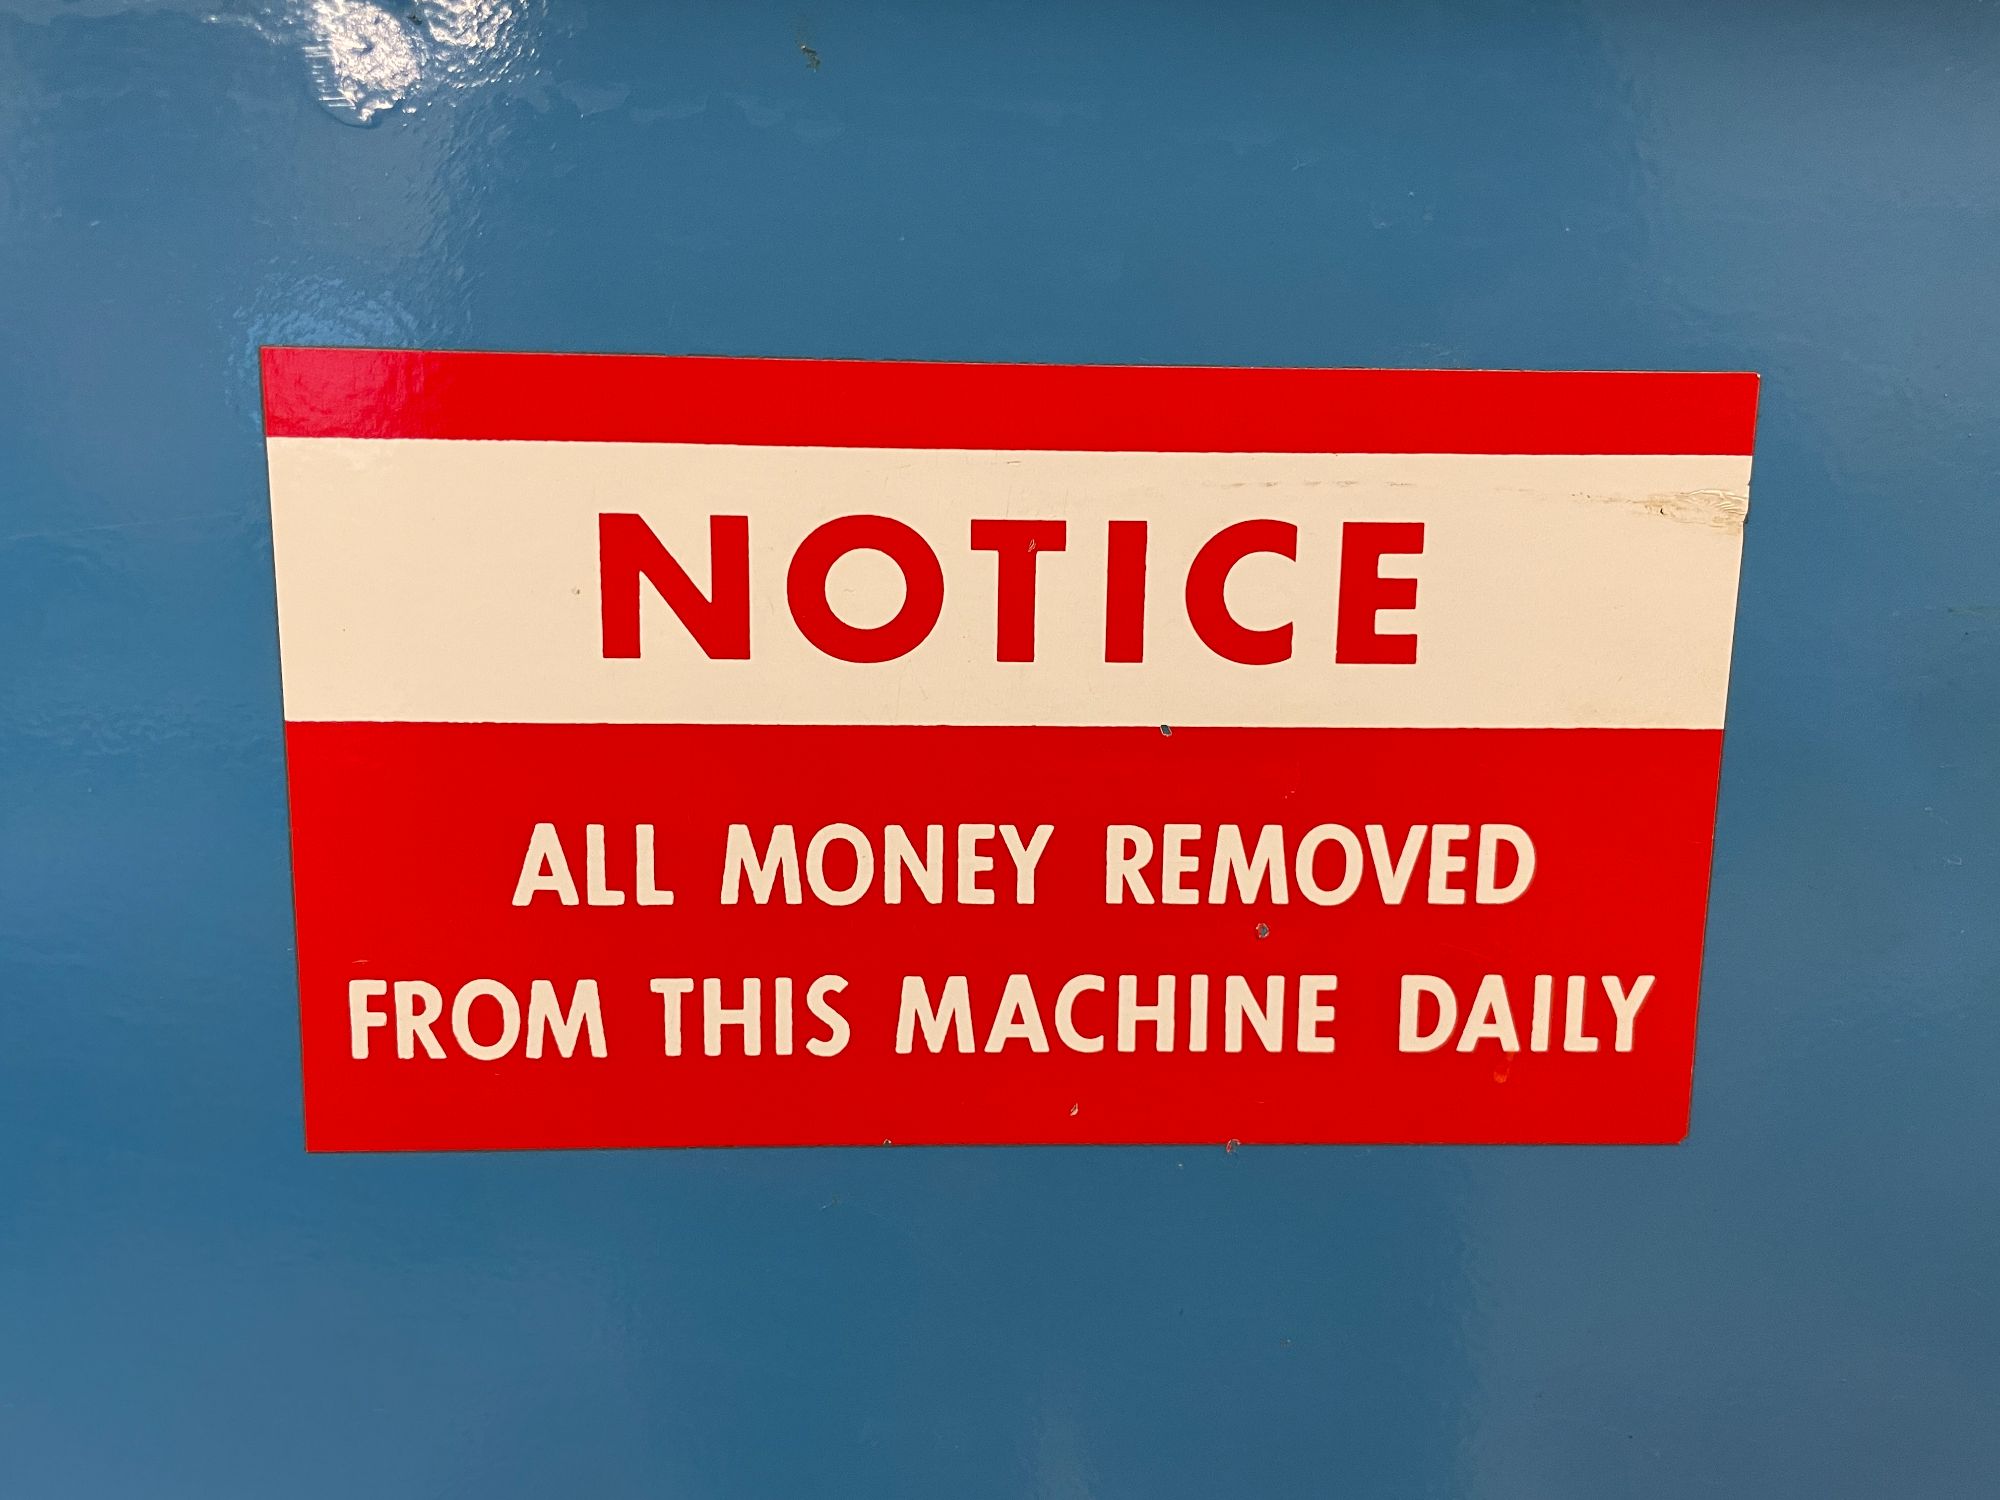 NOTICE
ALL MONEY REMOVED
FROM THIS MACHINE DAILY